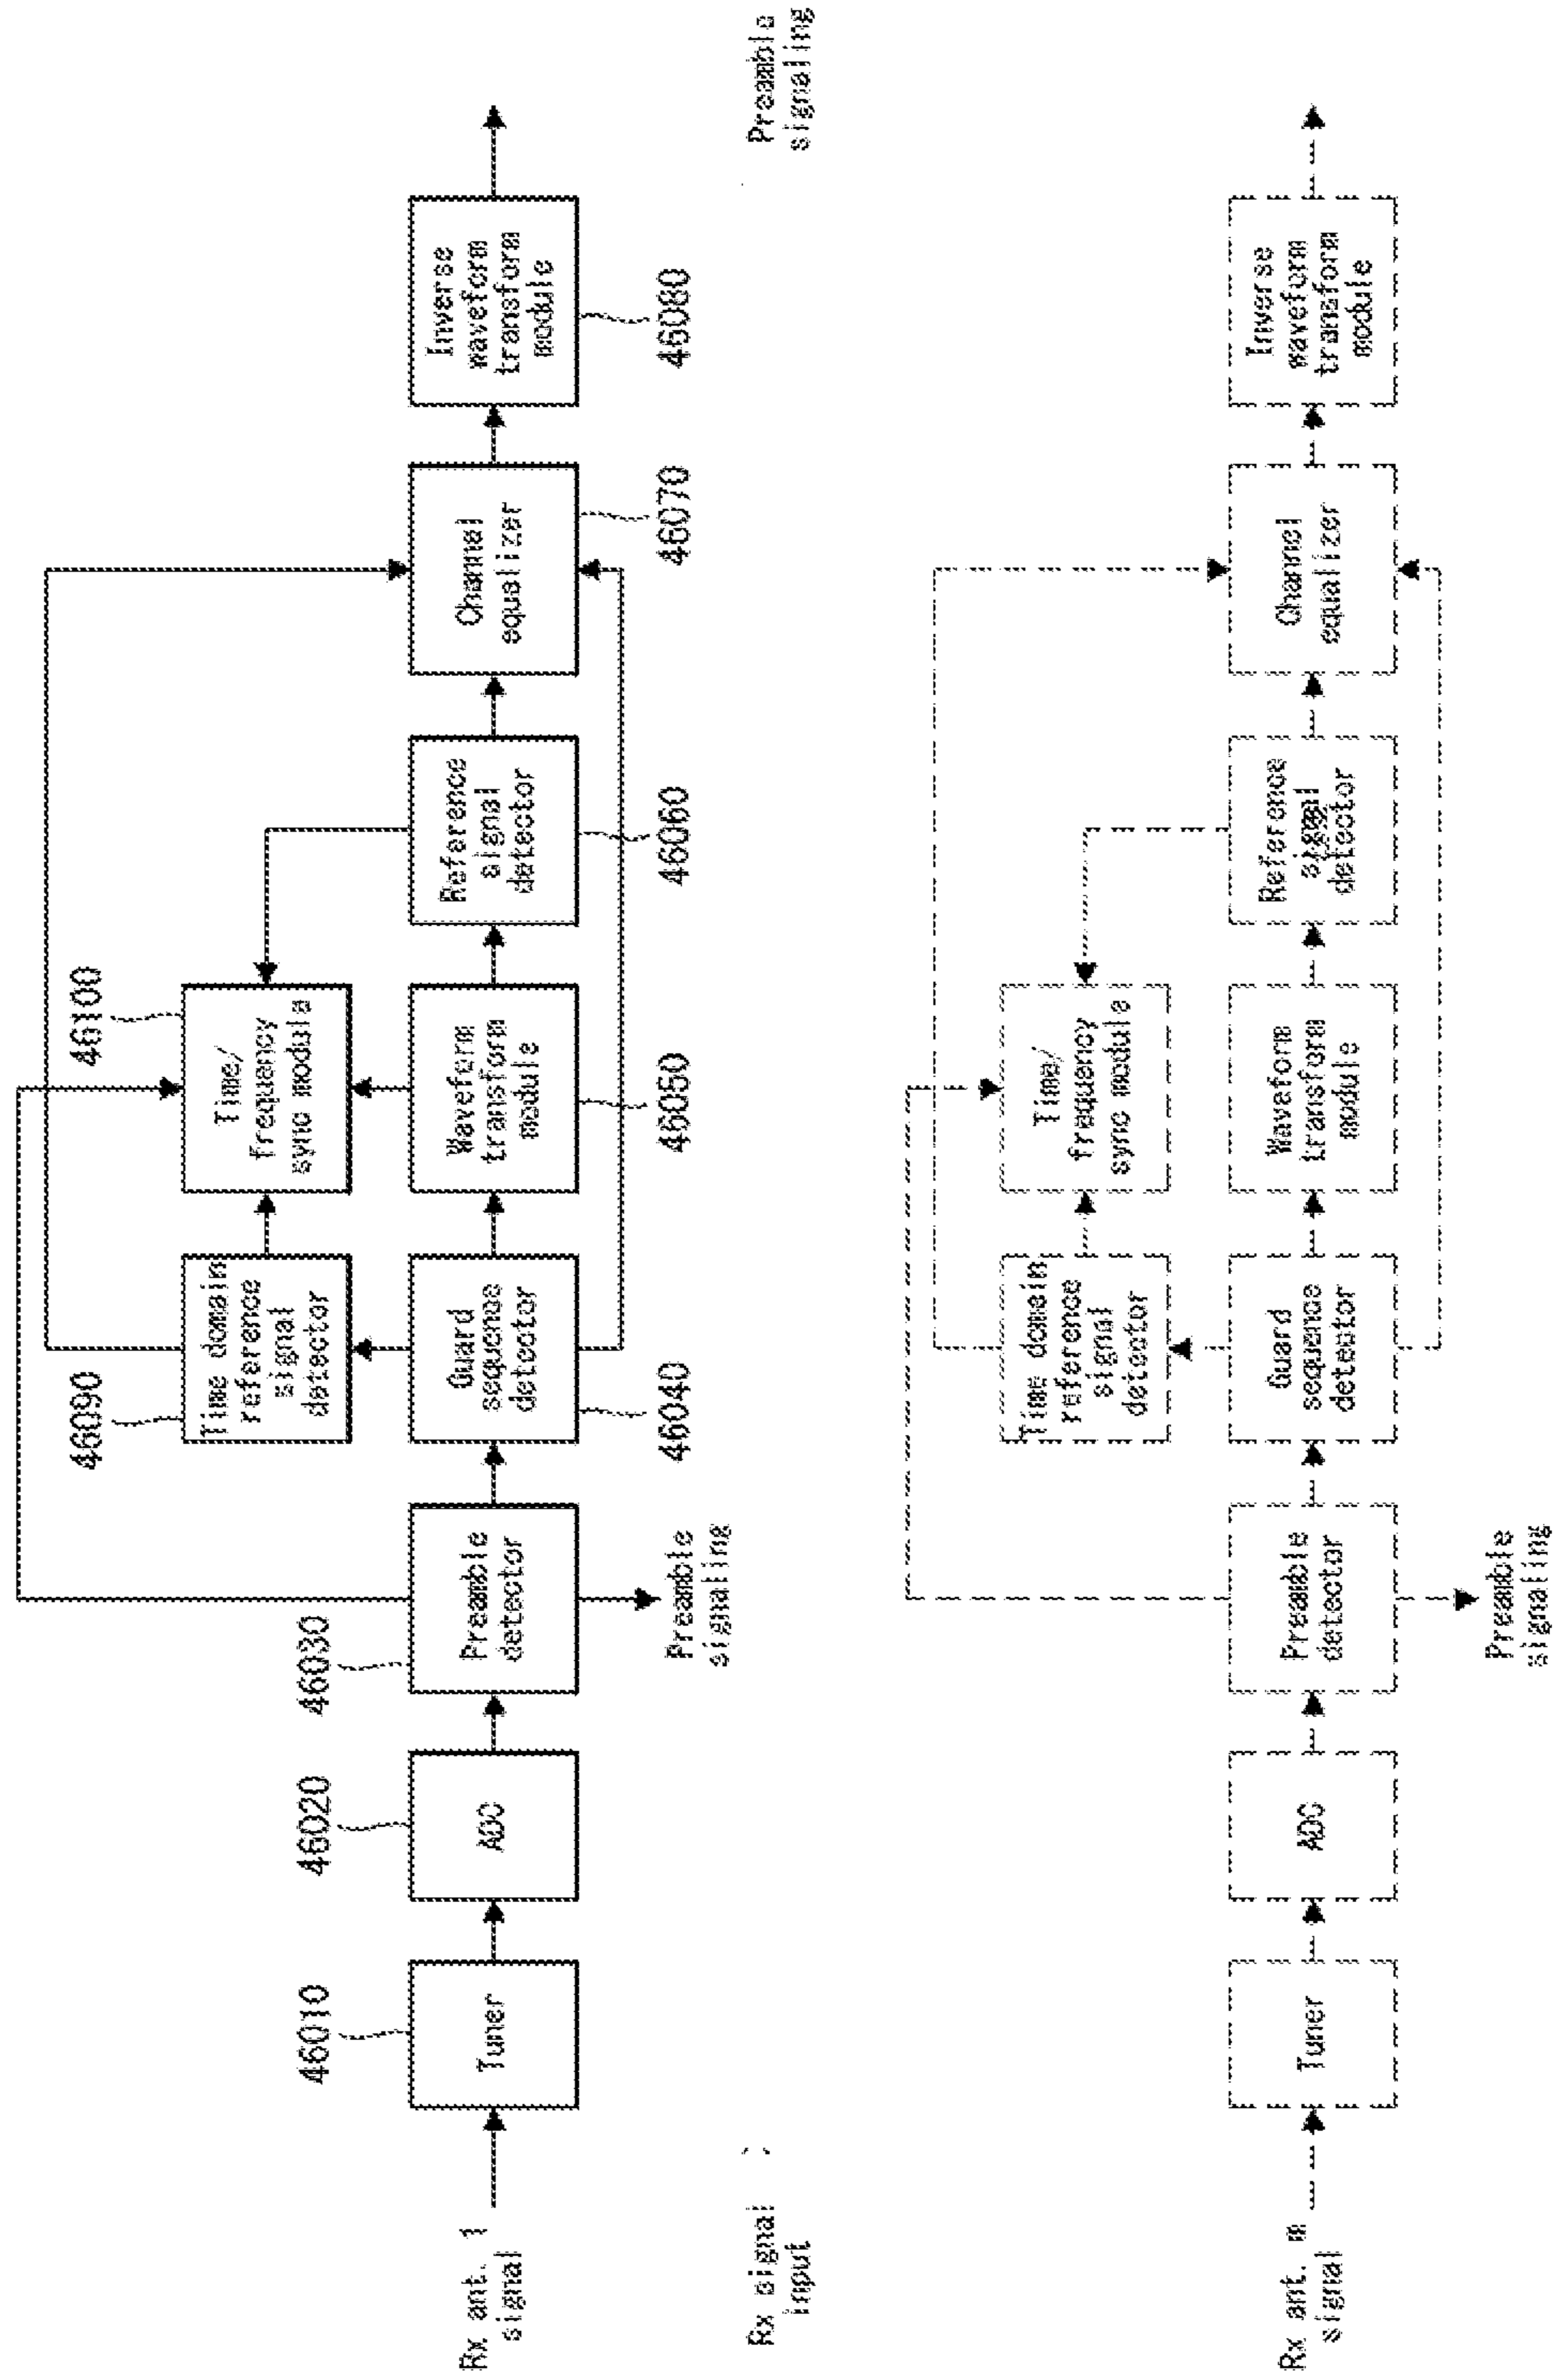 46090
46100
Time domain
reference
signal
detector
Time/
frequency
sync module
46010
46020
46030
Rx ant. 1
signal
Tuner
ADC
Preamble
detector
Guard
sequence
detector
Waveform
transform
module
Reference
signal
detector
Channel
equalizer
Inverse
waveform
transform
module
Preamble
signaling
46040
46050
46060
46070
46080
Rx signal
input
Preamble
signaling
Time domain
reference
signal
detector
Time/
frequency
sync module
Rx ant. m
signal
Tuner
ADC
Preamble
detector
Guard
sequence
detector
Waveform
transform
module
Reference
signal
detector
Channel
equalizer
Inverse
waveform
transform
module
Preamble
signaling